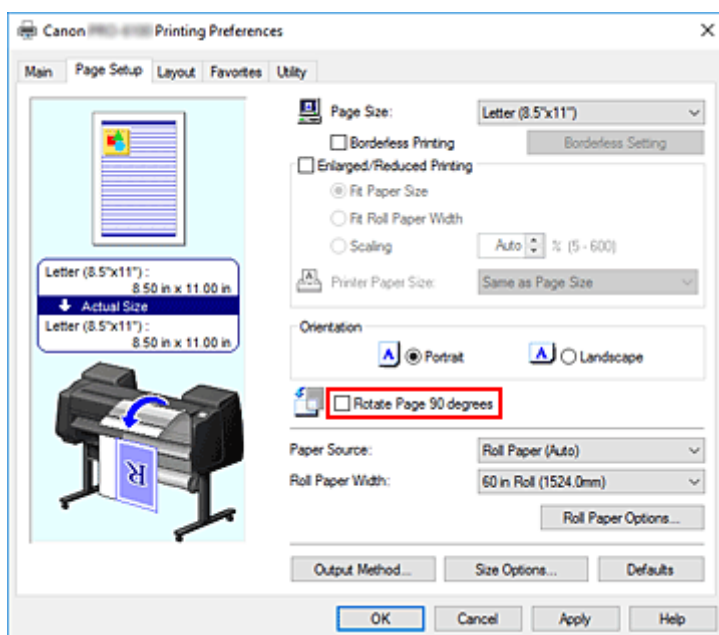 Canon Printing Preferences
Main Page Setup Layout Favorites Utility
Page Size: Letter (8.5"x11")
Borderless Printing Borderless Setting
Enlarged/Reduced Printing
Fit Paper Size
Fit Roll Paper Width
Scaling Auto % (5 - 600)
Printer Paper Size: Same as Page Size
Letter (8.5"x11") :
8.50 in x 11.00 in
Actual Size
Letter (8.5"x11") :
8.50 in x 11.00 in
Orientation
A Portrait A Landscape
Rotate Page 90 degrees
R
Paper Source: Roll Paper (Auto)
Roll Paper Width: 60 in Roll (1524.0mm)
Roll Paper Options...
Output Method... Size Options... Defaults
OK Cancel Apply Help